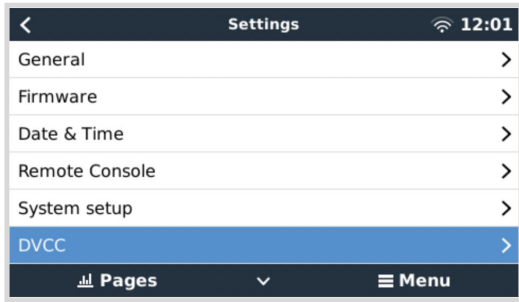 Settings 12:01
General
Firmware
Date & Time
Remote Console
System setup
DVCC
Pages Menu